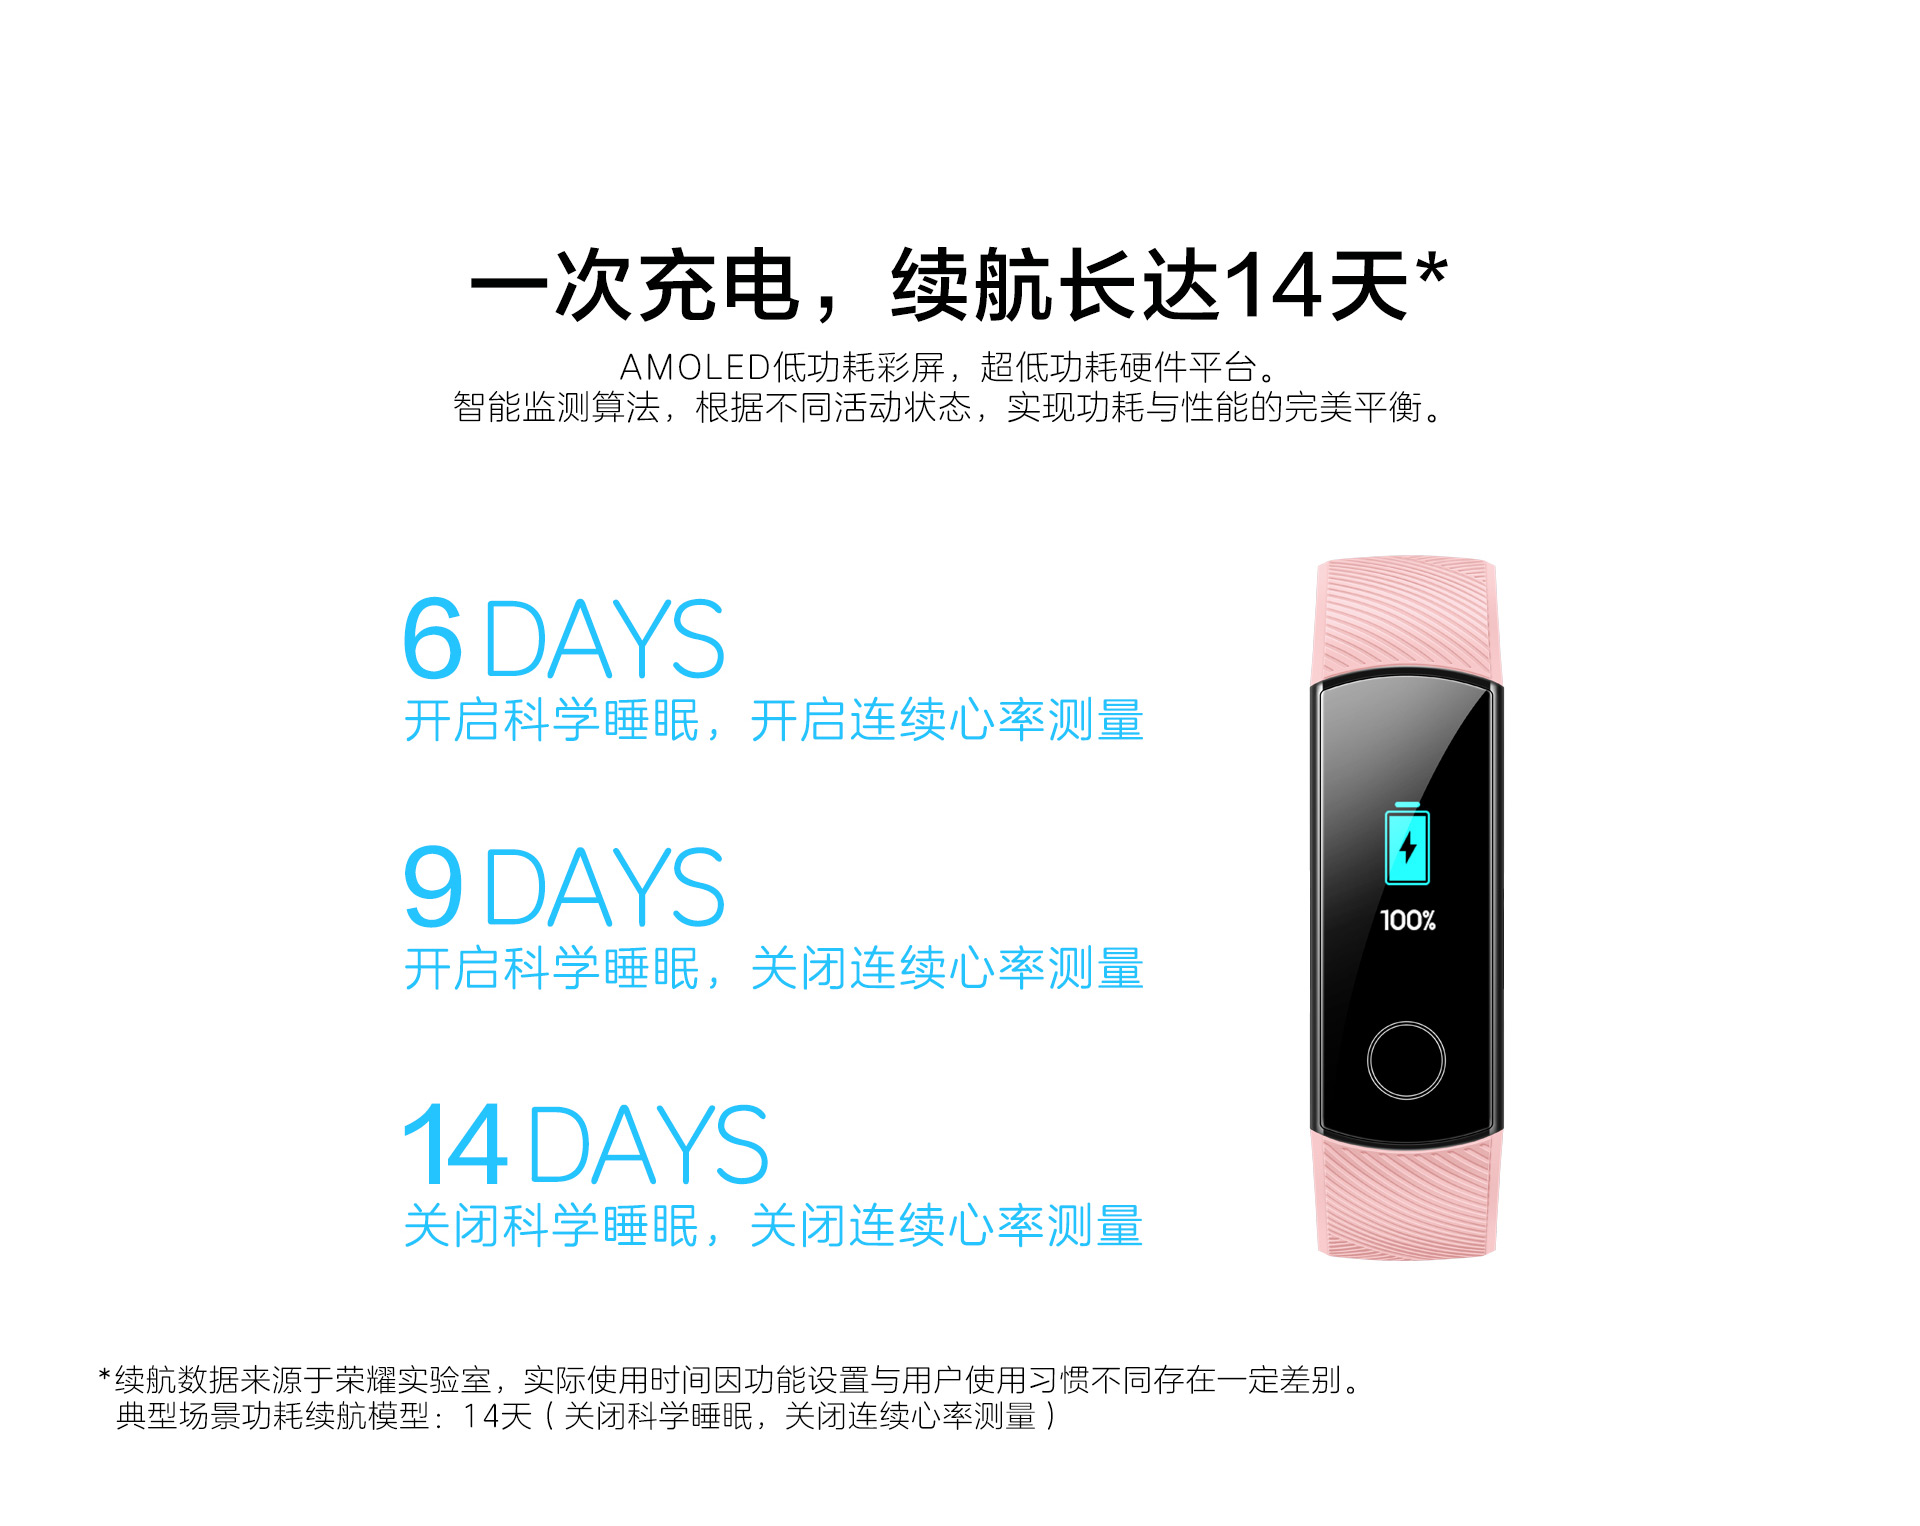 一次充电，续航长达14天*
AMOLED低功耗彩屏，超低功耗硬件平台。
智能监测算法，根据不同活动状态，实现功耗与性能的完美平衡。
6 DAYS
开启科学睡眠，开启连续心率测量
9 DAYS
开启科学睡眠，关闭连续心率测量
14 DAYS
关闭科学睡眠，关闭连续心率测量
100%
*续航数据来源于荣耀实验室，实际使用时间因功能设置与用户使用习惯不同存在一定差别。
典型场景功耗续航模型：14天（关闭科学睡眠，关闭连续心率测量）